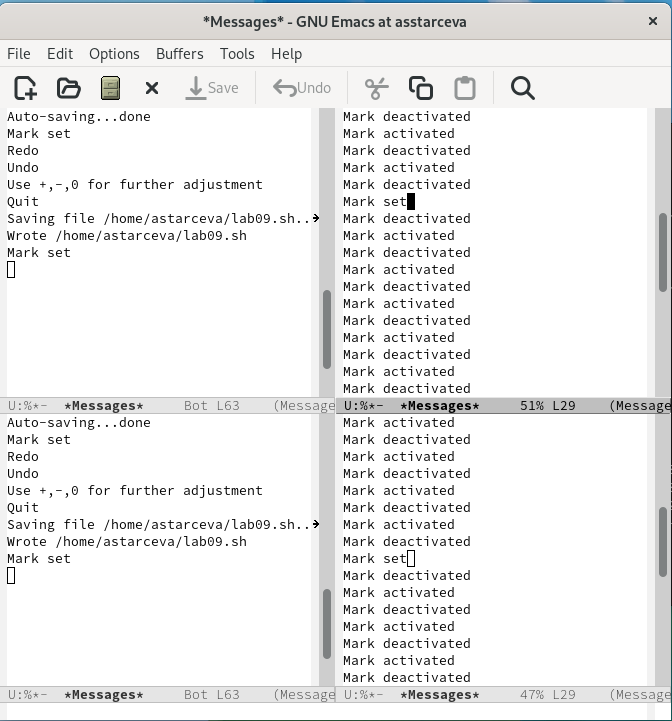 *Messages* - GNU Emacs at asstarceva
File Edit Options Buffers Tools Help
Save Undo
Auto-saving...done
Mark set
Redo
Undo
Use +,-,0 for further adjustment
Quit
Saving file /home/astarceva/lab09.sh..
Wrote /home/astarceva/lab09.sh
Mark set
U:%*- *Messages* Bot L63 (Message
Mark deactivated
Mark activated
Mark deactivated
Mark activated
Mark deactivated
Mark set
Mark deactivated
Mark activated
Mark deactivated
Mark activated
Mark deactivated
Mark activated
Mark deactivated
Mark activated
Mark deactivated
Mark activated
Mark deactivated
U:%*- *Messages* 51% L29 (Message
Auto-saving...done
Mark set
Redo
Undo
Use +,-,0 for further adjustment
Quit
Saving file /home/astarceva/lab09.sh..
Wrote /home/astarceva/lab09.sh
Mark set
U:%*- *Messages* Bot L63 (Message
Mark activated
Mark deactivated
Mark activated
Mark deactivated
Mark activated
Mark deactivated
Mark activated
Mark deactivated
Mark set
Mark deactivated
Mark activated
Mark deactivated
Mark activated
Mark deactivated
Mark activated
Mark deactivated
U:%*- *Messages* 47% L29 (Message